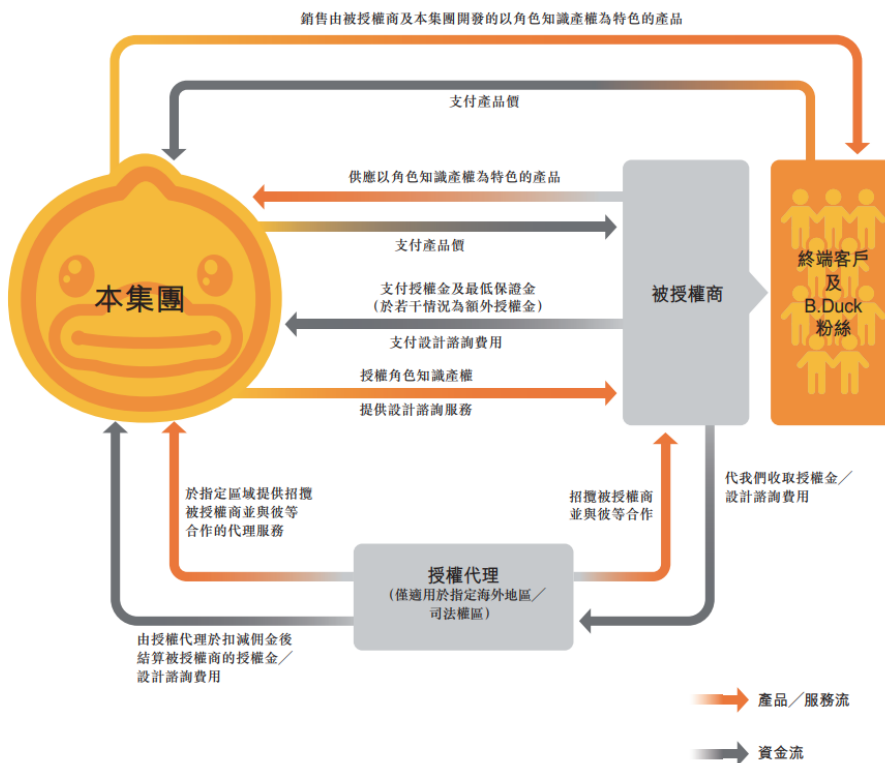 銷售由被授權商及本集團開發的以角色知識產權為特色的產品
支付產品價
供應以角色知識產權為特色的產品
支付產品價
本集團
支付授權金及最低保證金
(於若干情況為額外授權金)
支付設計諮詢費用
授權角色知識產權
提供設計諮詢服務
被授權商
終端客戶
及
B.Duck
粉絲
於指定區域提供招攬
被授權商並與彼等
合作的代理服務
招攬被授權商
並與彼等合作
代我們收取授權金╱
設計諮詢費用
授權代理
(僅適用於指定海外地區╱
司法權區)
由授權代理於扣減佣金後
結算被授權商的授權金╱
設計諮詢費用
產品╱服務流
資金流